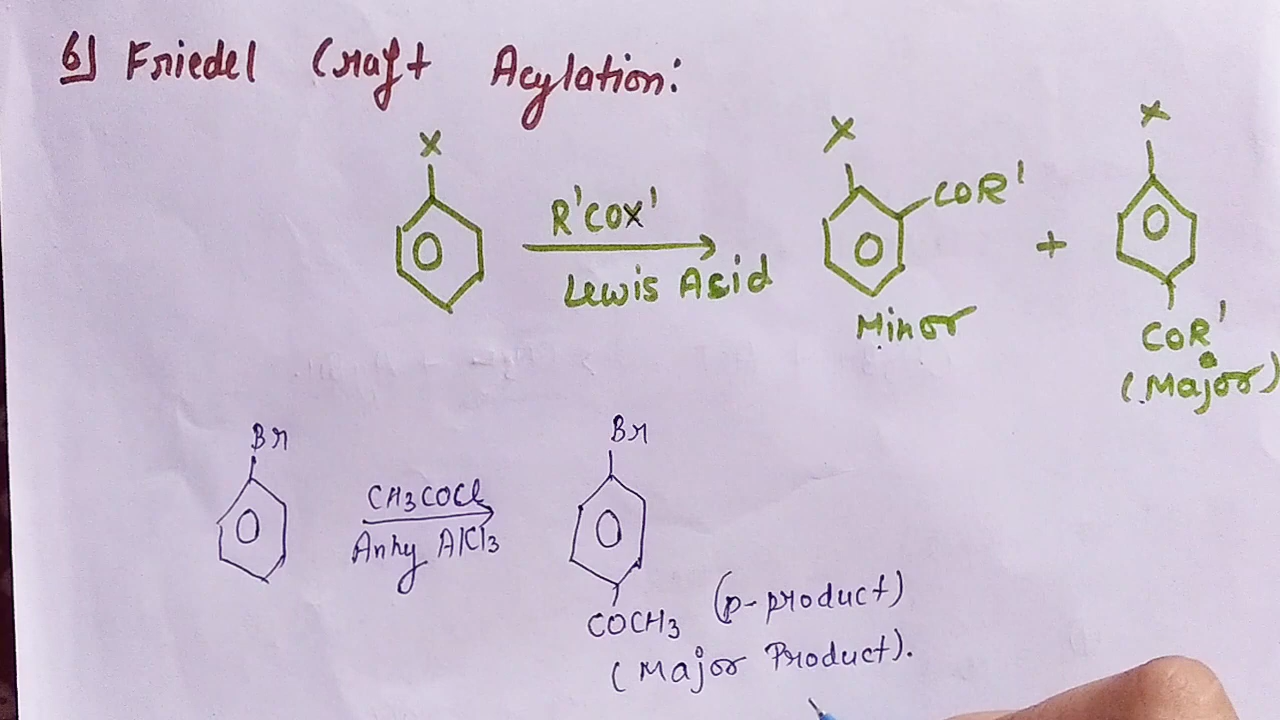 6] Friedel Craft Acylation:
X
R'COX'
Lewis Acid
X
COR'
Minor
+
X
COR'
(Major)
Br
CH3COCl
Anhy AlCl3
Br
COCH3 (p-product)
(Major Product).